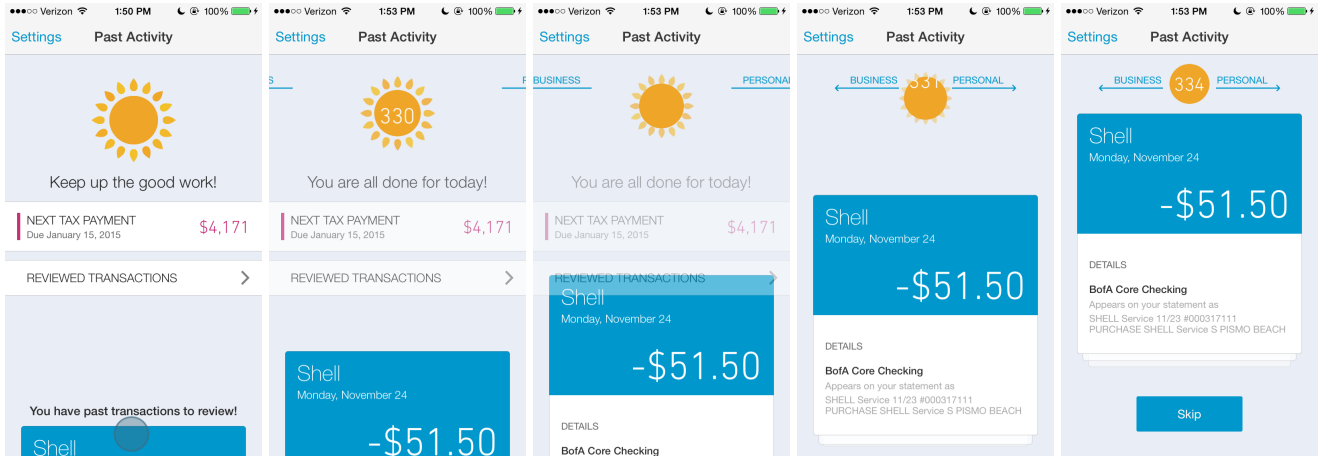 Verizon 1:50 PM 100%
Settings Past Activity
Keep up the good work!
NEXT TAX PAYMENT
Due January 15, 2015
$4,171
REVIEWED TRANSACTIONS
You have past transactions to review!
Shell
Verizon 1:53 PM 100%
Settings Past Activity
S
P
330
You are all done for today!
NEXT TAX PAYMENT
Due January 15, 2015
$4,171
REVIEWED TRANSACTIONS
Shell
Monday, November 24
-$51.50
Verizon 1:53 PM 100%
Settings Past Activity
BUSINESS PERSONAL
You are all done for today!
NEXT TAX PAYMENT
Due January 15, 2015
$4,171
REVIEWED TRANSACTIONS
Shell
Monday, November 24
-$51.50
DETAILS
BofA Core Checking
Verizon 1:53 PM 100%
Settings Past Activity
BUSINESS 331 PERSONAL
Shell
Monday, November 24
-$51.50
DETAILS
BofA Core Checking
Appears on your statement as
SHELL Service 11/23 #000317111
PURCHASE SHELL Service S PISMO BEACH
Verizon 1:53 PM 100%
Settings Past Activity
BUSINESS 334 PERSONAL
Shell
Monday, November 24
-$51.50
DETAILS
BofA Core Checking
Appears on your statement as
SHELL Service 11/23 #000317111
PURCHASE SHELL Service S PISMO BEACH
Skip